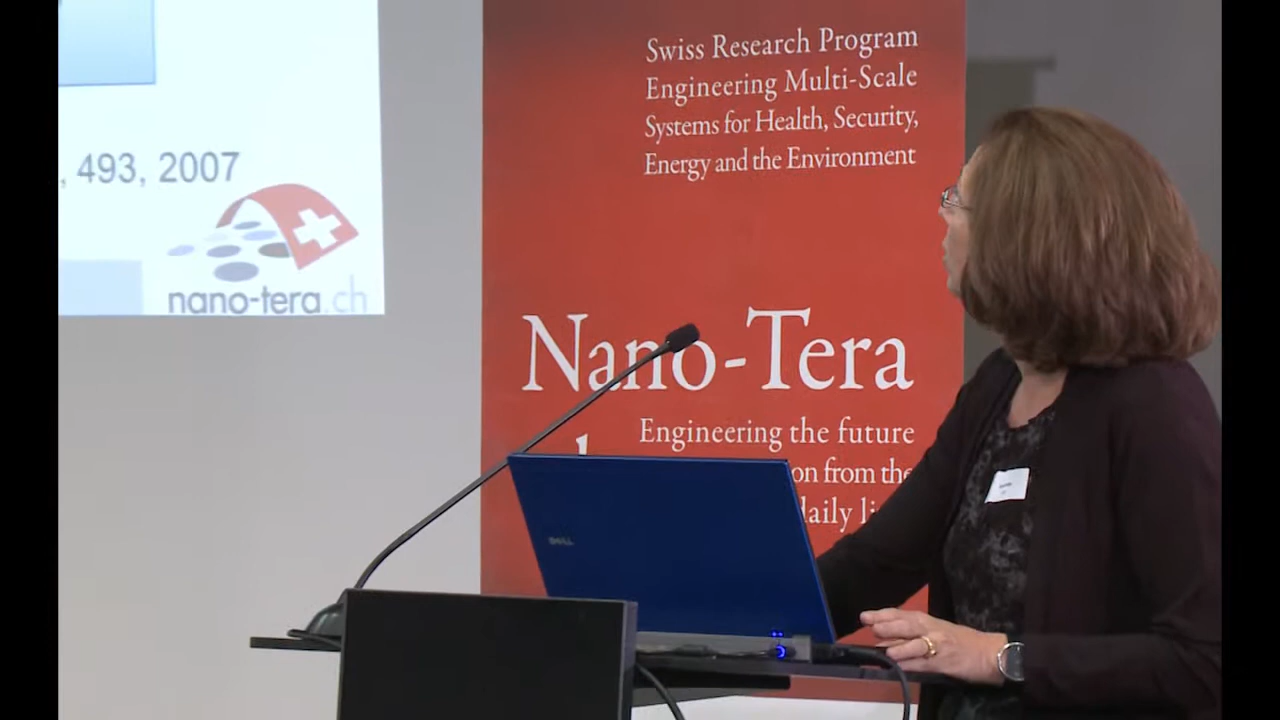 , 493, 2007
nano-tera.ch
Swiss Research Program
Engineering Multi-Scale
Systems for Health, Security,
Energy and the Environment
Nano-Tera
Engineering the future
on from the
daily li
DELL